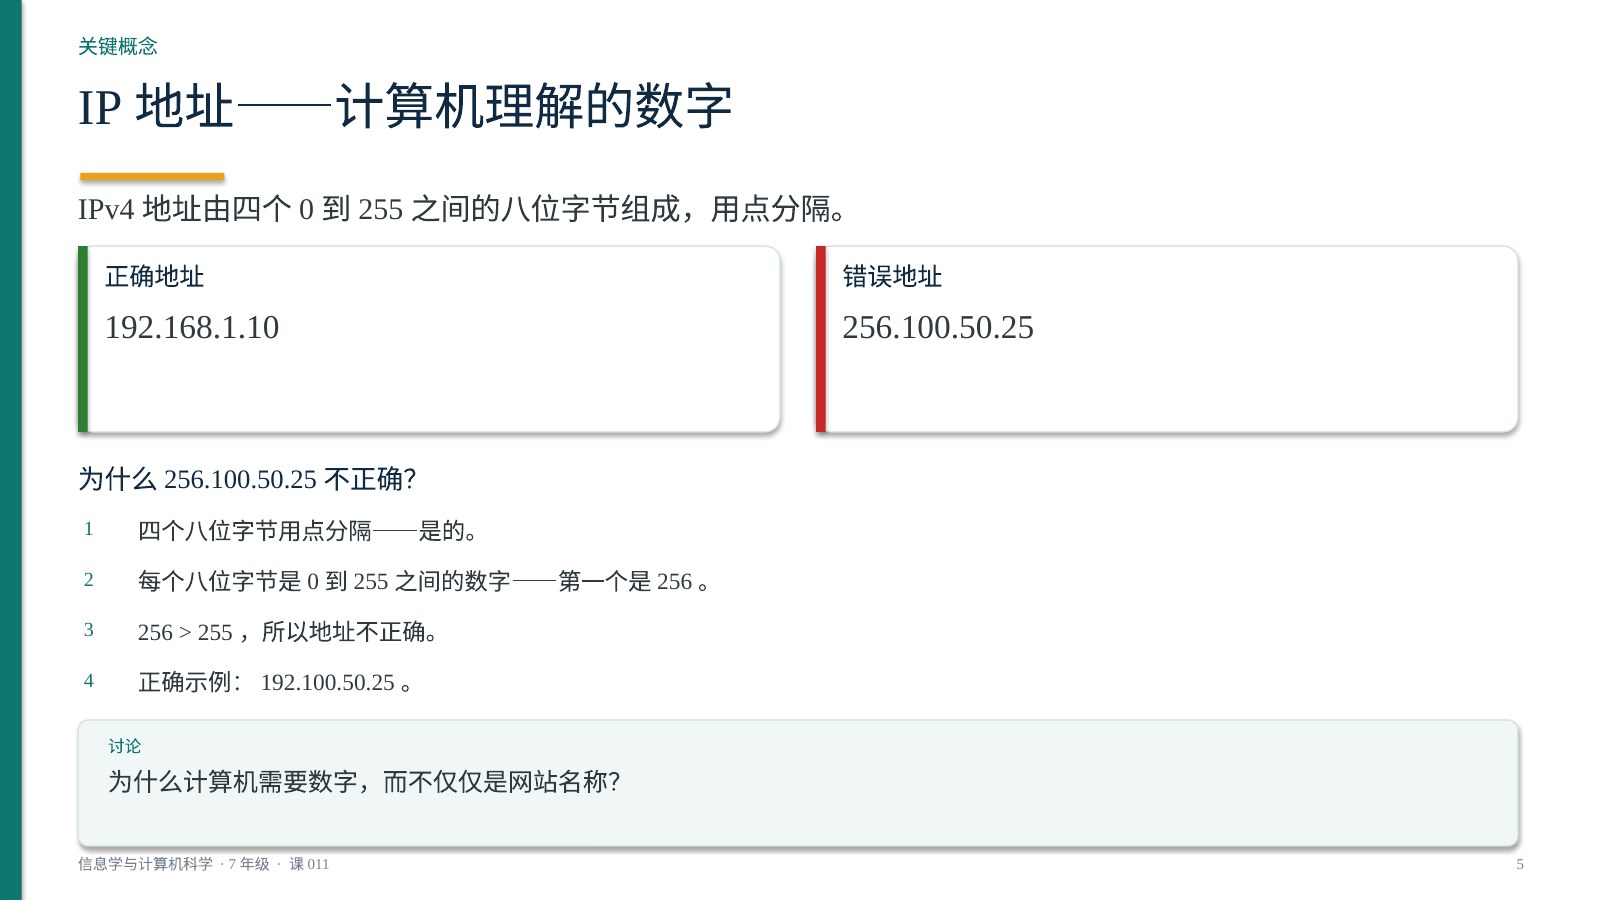 关键概念
IP 地址——计算机理解的数字
IPv4 地址由四个 0 到 255 之间的八位字节组成，用点分隔。
正确地址
192.168.1.10
错误地址
256.100.50.25
为什么 256.100.50.25 不正确？
1 四个八位字节用点分隔——是的。
2 每个八位字节是 0 到 255 之间的数字——第一个是 256 。
3 256 > 255 ，所以地址不正确。
4 正确示例： 192.100.50.25 。
讨论
为什么计算机需要数字，而不仅仅是网站名称？
信息学与计算机科学 · 7 年级 · 课 011
5